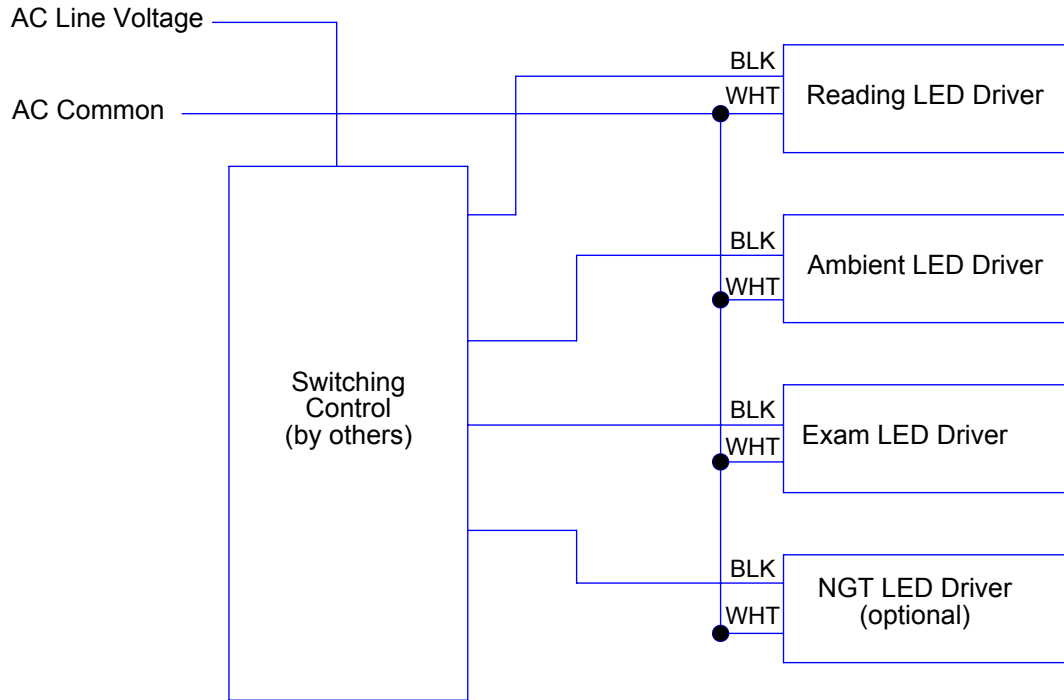 AC Line Voltage
AC Common
BLK
WHT
Reading LED Driver
BLK
WHT
Ambient LED Driver
Switching
Control
(by others)
BLK
WHT
Exam LED Driver
BLK
WHT
NGT LED Driver
(optional)